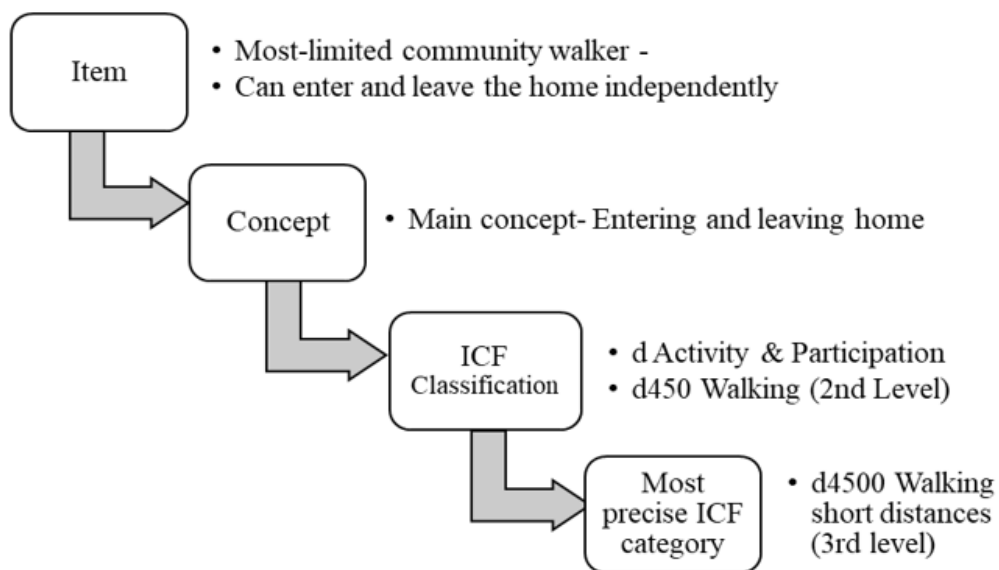 Item
• Most-limited community walker -
• Can enter and leave the home independently
Concept
• Main concept- Entering and leaving home
ICF
Classification
• d Activity & Participation
• d450 Walking (2nd Level)
Most
precise ICF
category
• d4500 Walking
short distances
(3rd level)